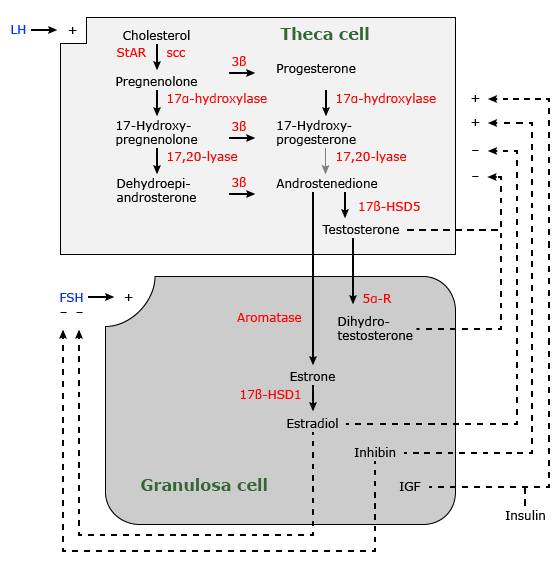 LH
+
Cholesterol
Theca cell
StAR
scc
3ß
Pregnenolone
Progesterone
17α-hydroxylase
17α-hydroxylase
17-Hydroxy-
pregnenolone
3ß
17-Hydroxy-
progesterone
17,20-lyase
17,20-lyase
Dehydroepi-
androsterone
3ß
Androstenedione
17ß-HSD5
Testosterone
+
+
−
−
FSH
+
− −
5α-R
Aromatase
Dihydro-
testosterone
Estrone
17ß-HSD1
Estradiol
Inhibin
Granulosa cell
IGF
Insulin